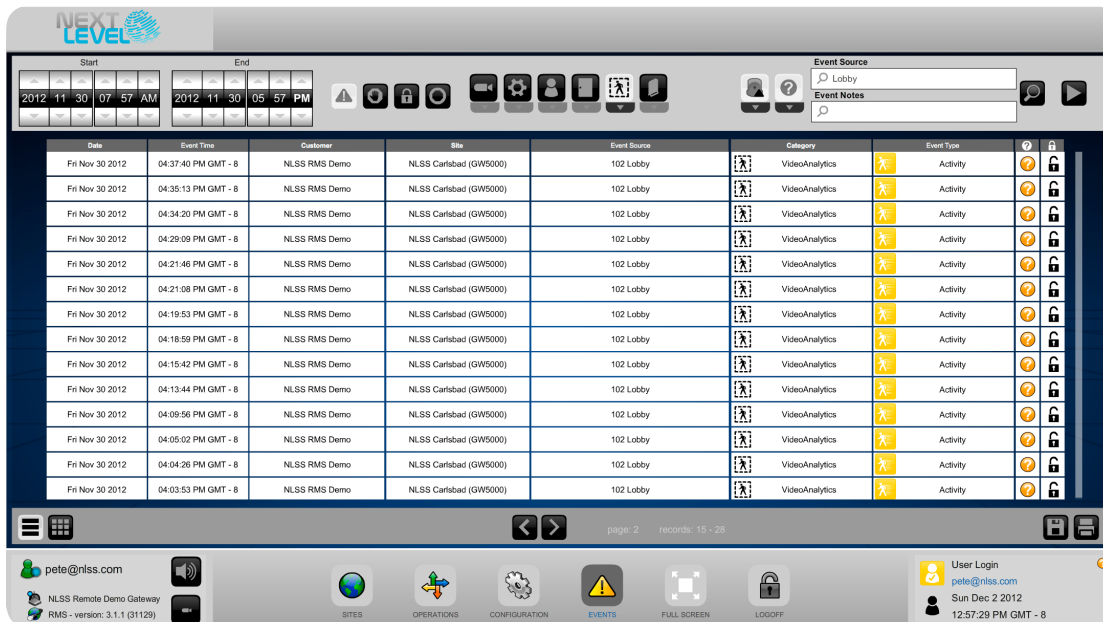 NEXT
LEVEL
Start End Event Source
Lobby
2012 11 30 07 57 AM 2012 11 30 05 57 PM Event Notes
Date Event Time Customer Site Event Source Category Event Type
Fri Nov 30 2012 04:37:40 PM GMT - 8 NLSS RMS Demo NLSS Carlsbad (GW5000) 102 Lobby VideoAnalytics Activity
Fri Nov 30 2012 04:35:13 PM GMT - 8 NLSS RMS Demo NLSS Carlsbad (GW5000) 102 Lobby VideoAnalytics Activity
Fri Nov 30 2012 04:34:20 PM GMT - 8 NLSS RMS Demo NLSS Carlsbad (GW5000) 102 Lobby VideoAnalytics Activity
Fri Nov 30 2012 04:29:09 PM GMT - 8 NLSS RMS Demo NLSS Carlsbad (GW5000) 102 Lobby VideoAnalytics Activity
Fri Nov 30 2012 04:21:46 PM GMT - 8 NLSS RMS Demo NLSS Carlsbad (GW5000) 102 Lobby VideoAnalytics Activity
Fri Nov 30 2012 04:21:08 PM GMT - 8 NLSS RMS Demo NLSS Carlsbad (GW5000) 102 Lobby VideoAnalytics Activity
Fri Nov 30 2012 04:19:53 PM GMT - 8 NLSS RMS Demo NLSS Carlsbad (GW5000) 102 Lobby VideoAnalytics Activity
Fri Nov 30 2012 04:18:59 PM GMT - 8 NLSS RMS Demo NLSS Carlsbad (GW5000) 102 Lobby VideoAnalytics Activity
Fri Nov 30 2012 04:15:42 PM GMT - 8 NLSS RMS Demo NLSS Carlsbad (GW5000) 102 Lobby VideoAnalytics Activity
Fri Nov 30 2012 04:13:44 PM GMT - 8 NLSS RMS Demo NLSS Carlsbad (GW5000) 102 Lobby VideoAnalytics Activity
Fri Nov 30 2012 04:09:56 PM GMT - 8 NLSS RMS Demo NLSS Carlsbad (GW5000) 102 Lobby VideoAnalytics Activity
Fri Nov 30 2012 04:05:02 PM GMT - 8 NLSS RMS Demo NLSS Carlsbad (GW5000) 102 Lobby VideoAnalytics Activity
Fri Nov 30 2012 04:04:26 PM GMT - 8 NLSS RMS Demo NLSS Carlsbad (GW5000) 102 Lobby VideoAnalytics Activity
Fri Nov 30 2012 04:03:53 PM GMT - 8 NLSS RMS Demo NLSS Carlsbad (GW5000) 102 Lobby VideoAnalytics Activity
page: 2 records: 15 - 28
pete@nlss.com User Login
pete@nlss.com
NLSS Remote Demo Gateway Sun Dec 2 2012
RMS - version: 3.1.1 (31129) SITES OPERATIONS CONFIGURATION EVENTS FULL SCREEN LOGOFF 12:57:29 PM GMT - 8